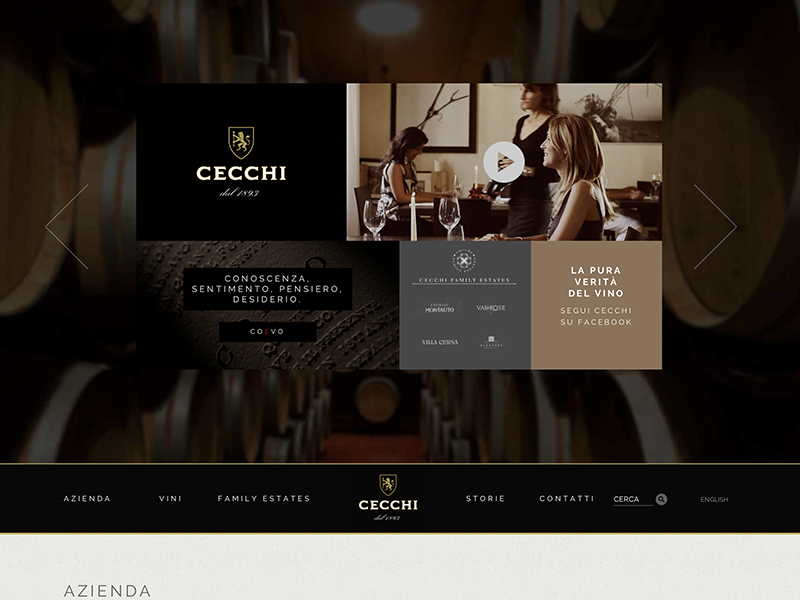 CECCHI
dal 1893
CONOSCENZA,
SENTIMENTO, PENSIERO,
DESIDERIO.
COEVO
CECCHI FAMILY ESTATES
MONTAUTO
VAL DELLE ROSE
VILLA CERNA
LA PURA
VERITÀ
DEL VINO
SEGUI CECCHI
SU FACEBOOK
AZIENDA
VINI
FAMILY ESTATES
CECCHI
dal 1893
STORIE
CONTATTI
CERCA
ENGLISH
AZIENDA